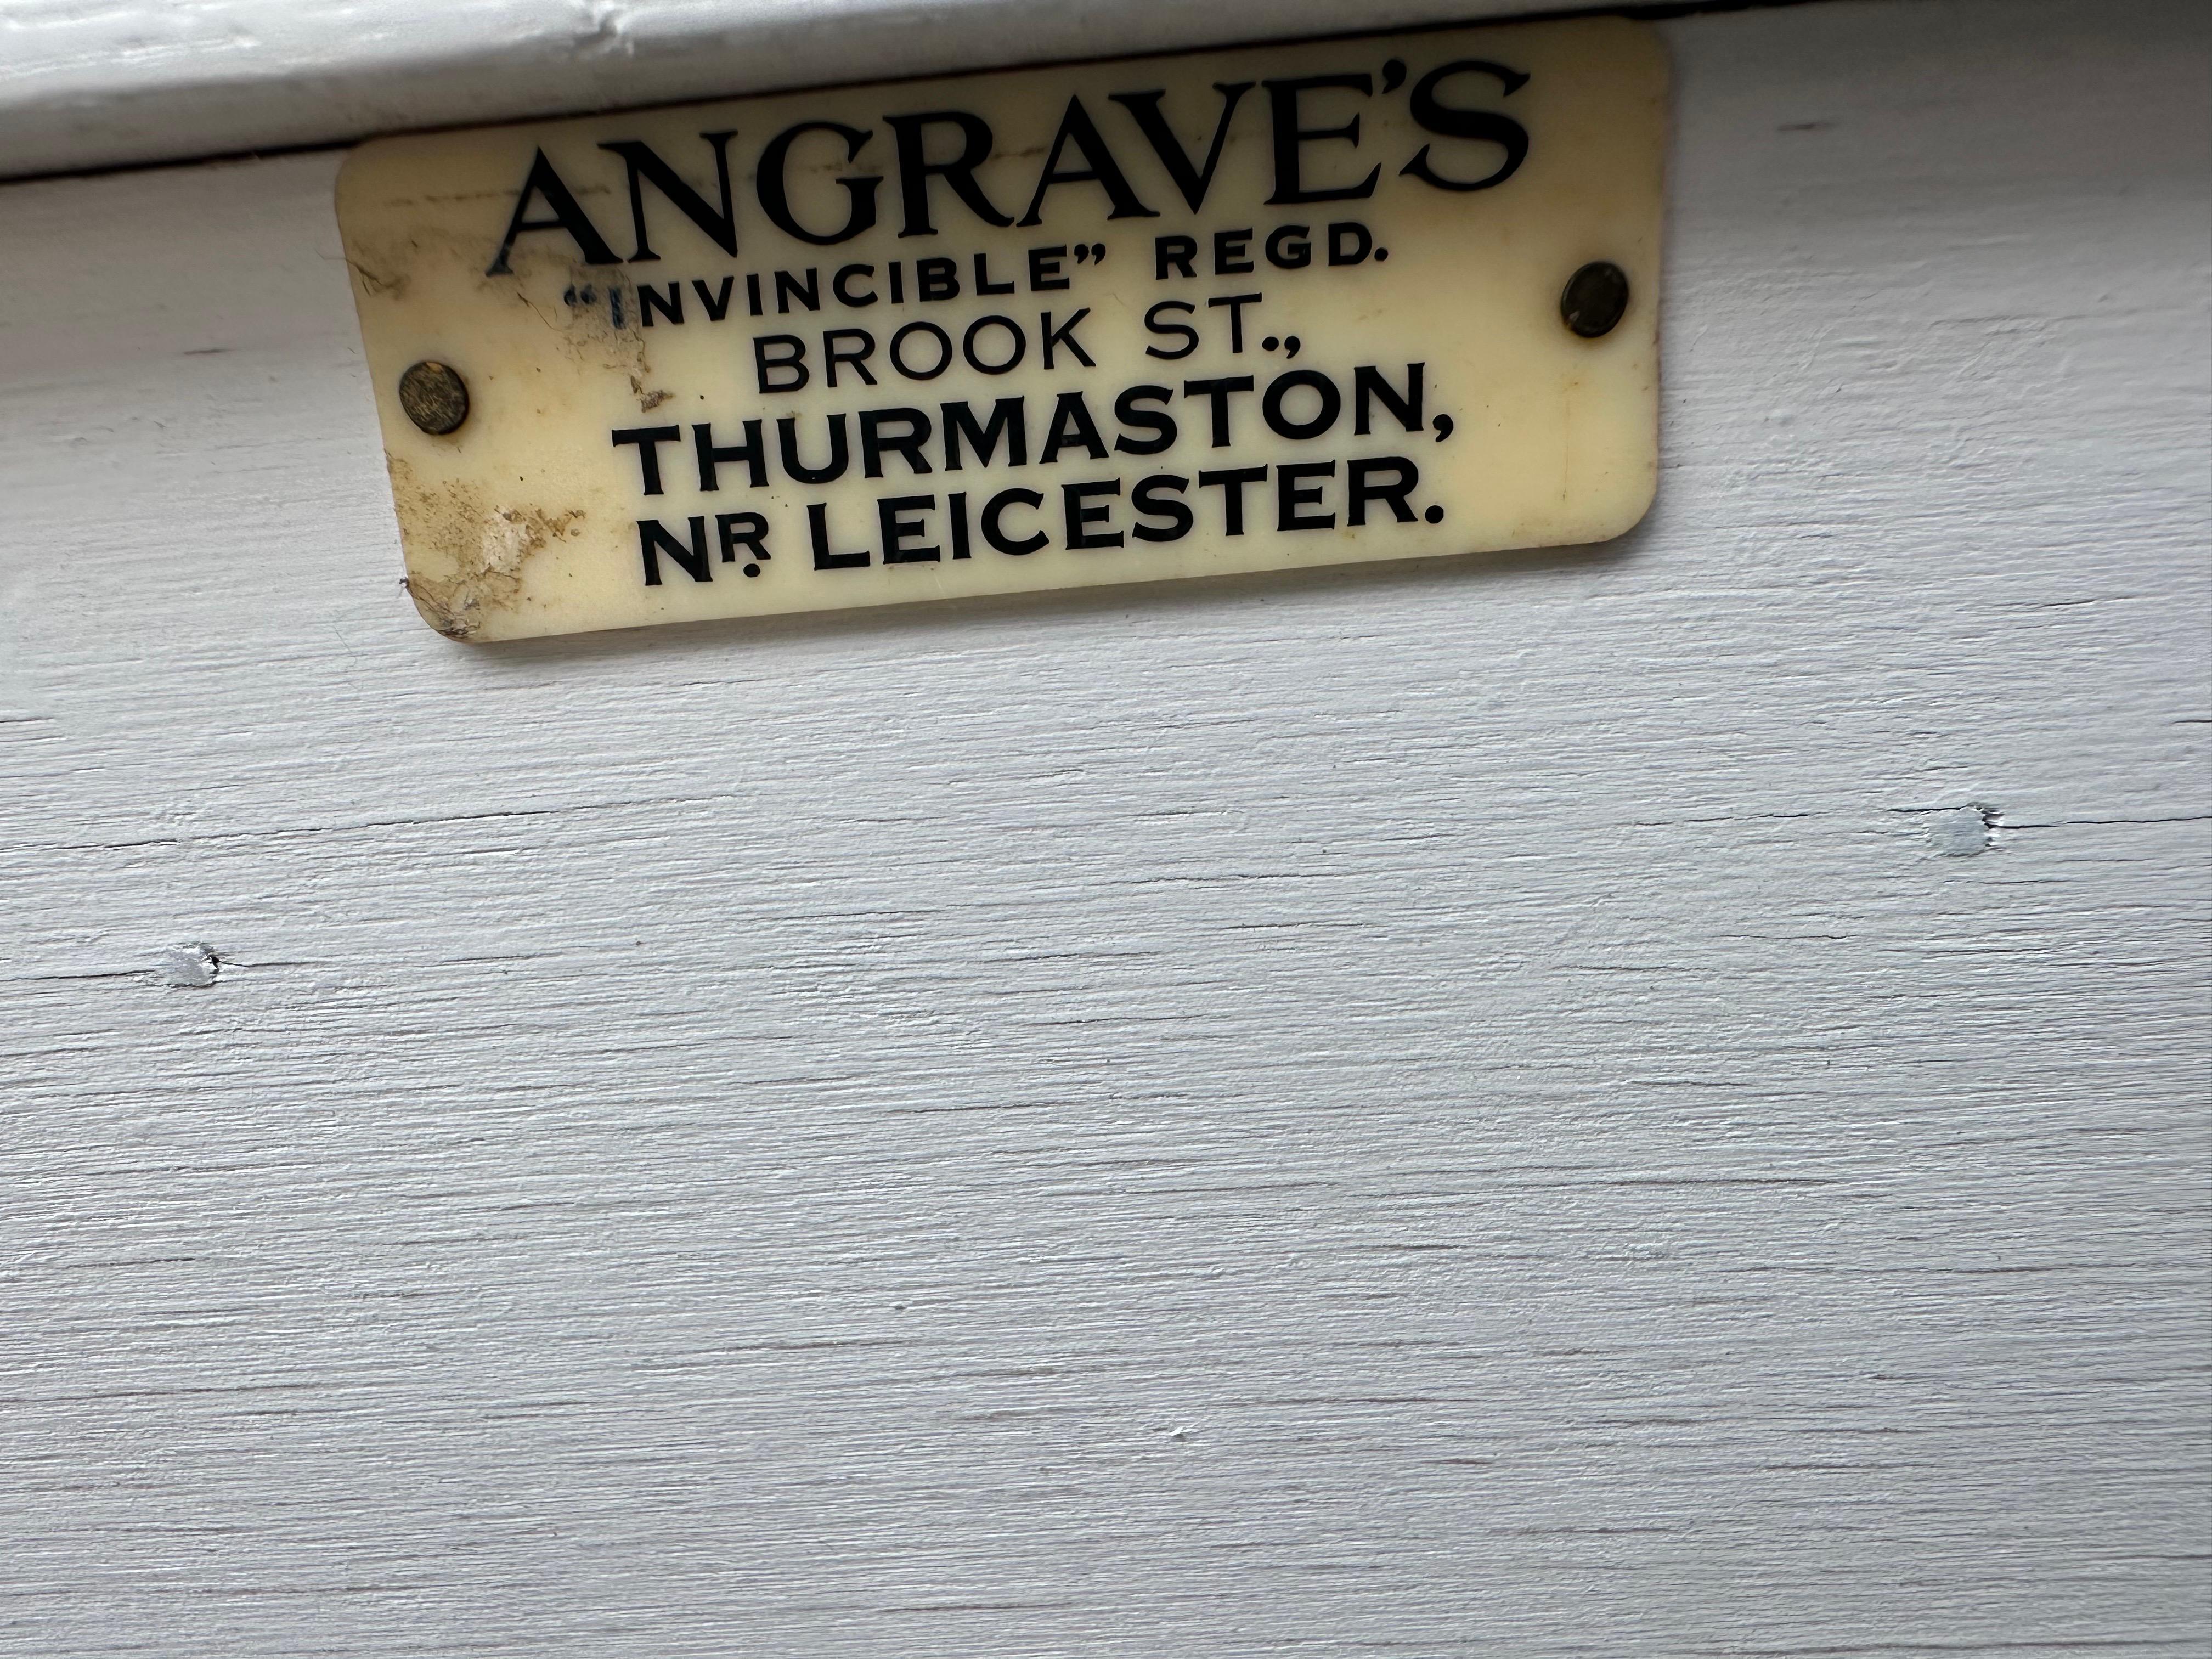 ANGRAVE'S
“INVINCIBLE” REGD.
BROOK ST.,
THURMASTON,
NR. LEICESTER.